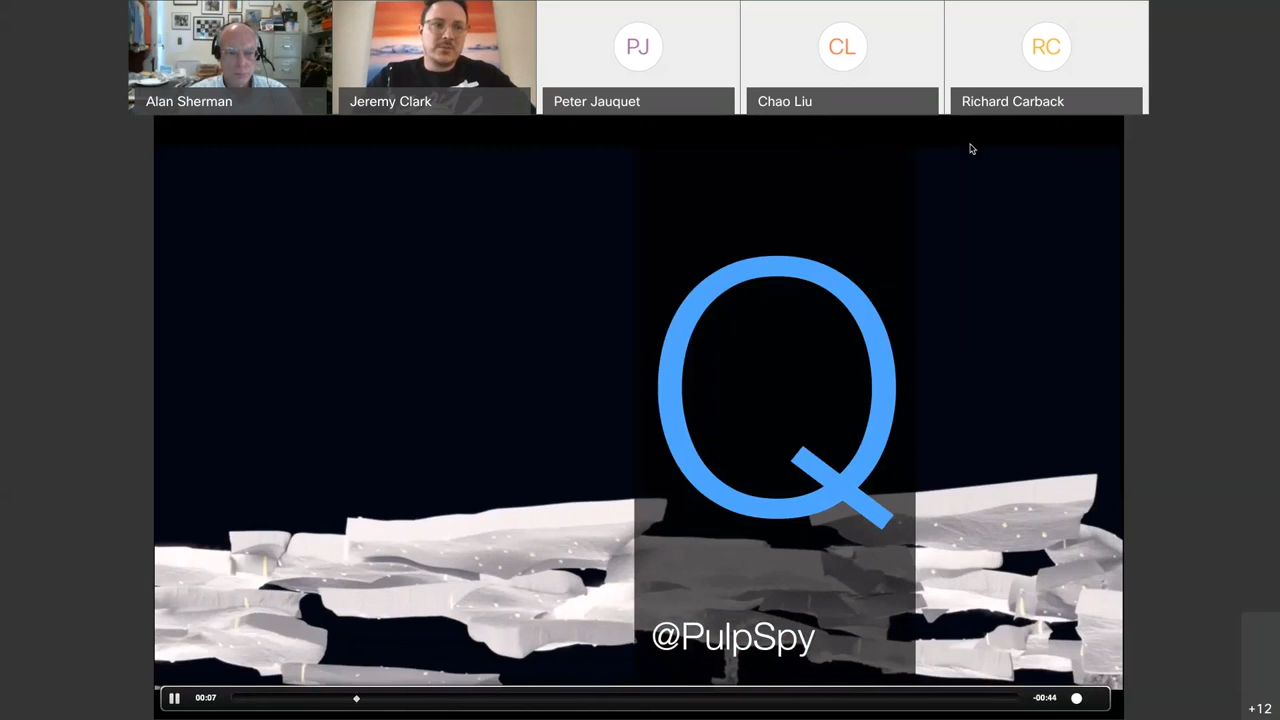 PJ
CL
RC
Alan Sherman
Jeremy Clark
Peter Jauquet
Chao Liu
Richard Carback
Q
@PulpSpy
00:07
-00:44
+12